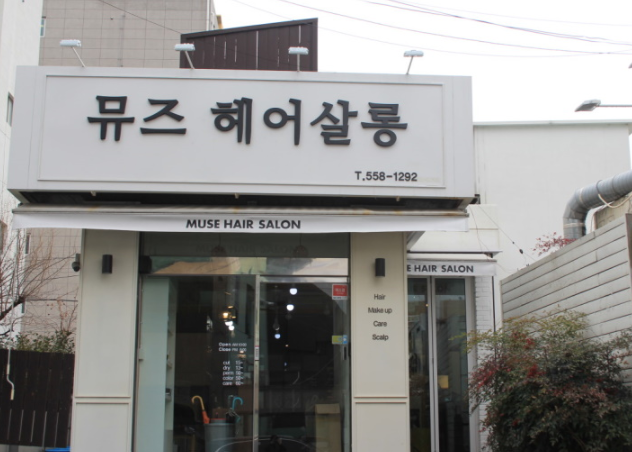 뮤즈 헤어살롱
T.558-1292
MUSE HAIR SALON
E HAIR SALON
Hair
Make up
Care
Scalp